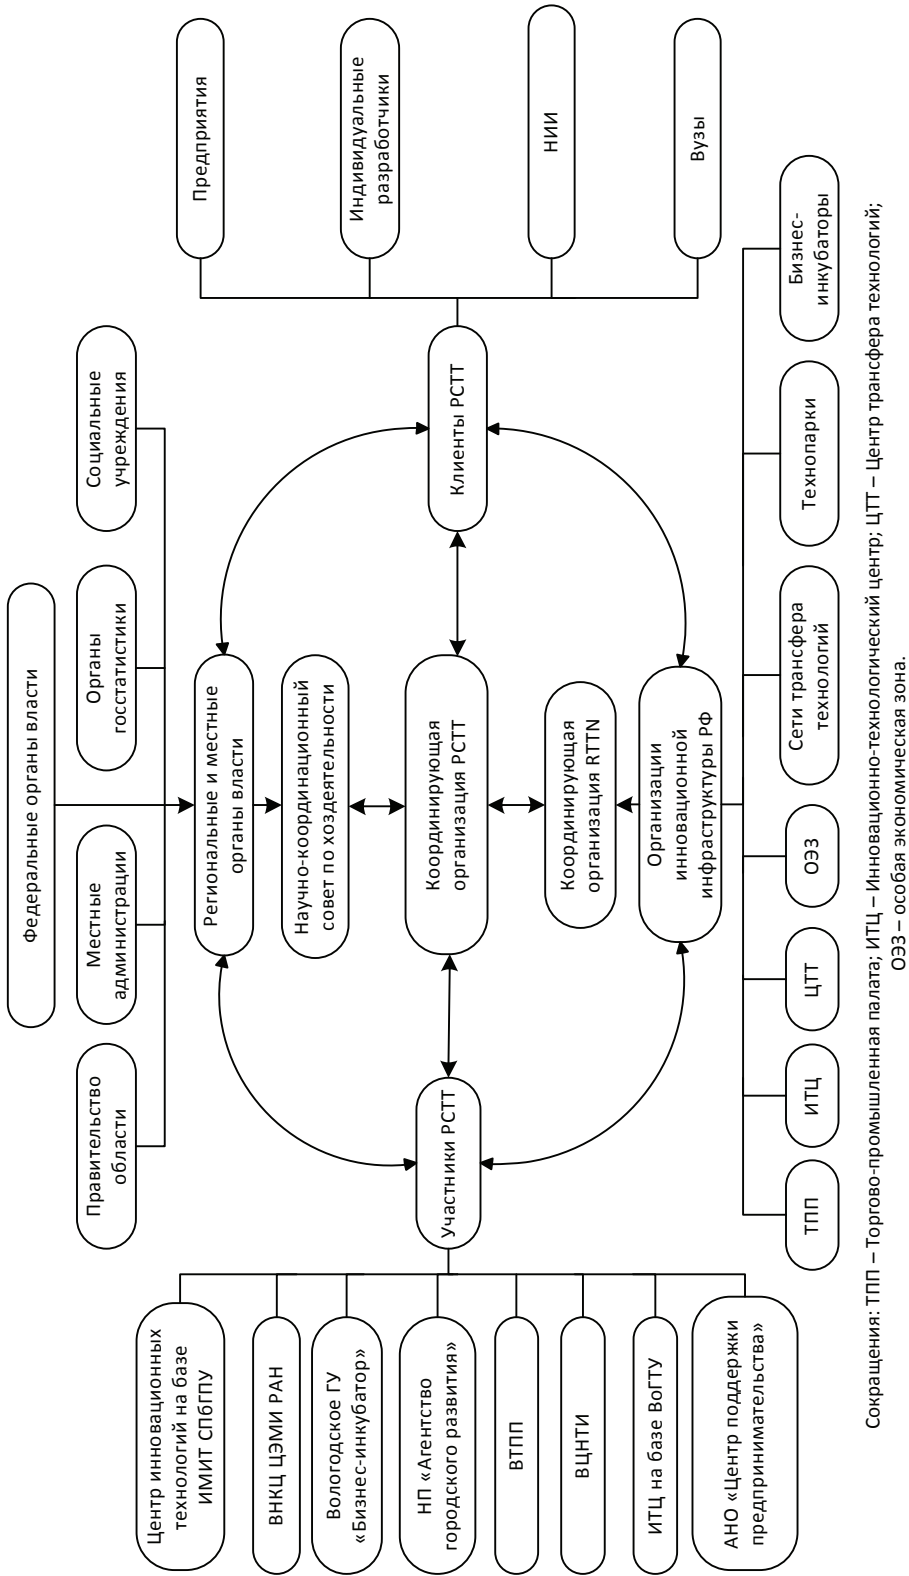 Федеральные органы власти
Правительство
области
Местные
администрации
Органы
госстатистики
Социальные
учреждения
Региональные и местные
органы власти
Научно-координационный
совет по хоздеятельности
Координирующая
организация РСТТ
Координирующая
организация RTTN
Организации
инновационной
инфраструктуры РФ
Участники РСТТ
Клиенты РСТТ
Центр инновационных
технологий на базе
ИМИТ СПбГПУ
ВНКЦ ЦЭМИ РАН
Вологодское ГУ
«Бизнес-инкубатор»
НП «Агентство
городского развития»
ВТПП
ВЦНТИ
ИТЦ на базе ВоГТУ
АНО «Центр поддержки
предпринимательства»
Предприятия
Индивидуальные
разработчики
НИИ
Вузы
ТПП
ИТЦ
ЦТТ
ОЭЗ
Сети трансфера
технологий
Технопарки
Бизнес-
инкубаторы
Сокращения: ТПП – Торгово-промышленная палата; ИТЦ – Инновационно-технологический центр; ЦТТ – Центр трансфера технологий;
ОЭЗ – особая экономическая зона.